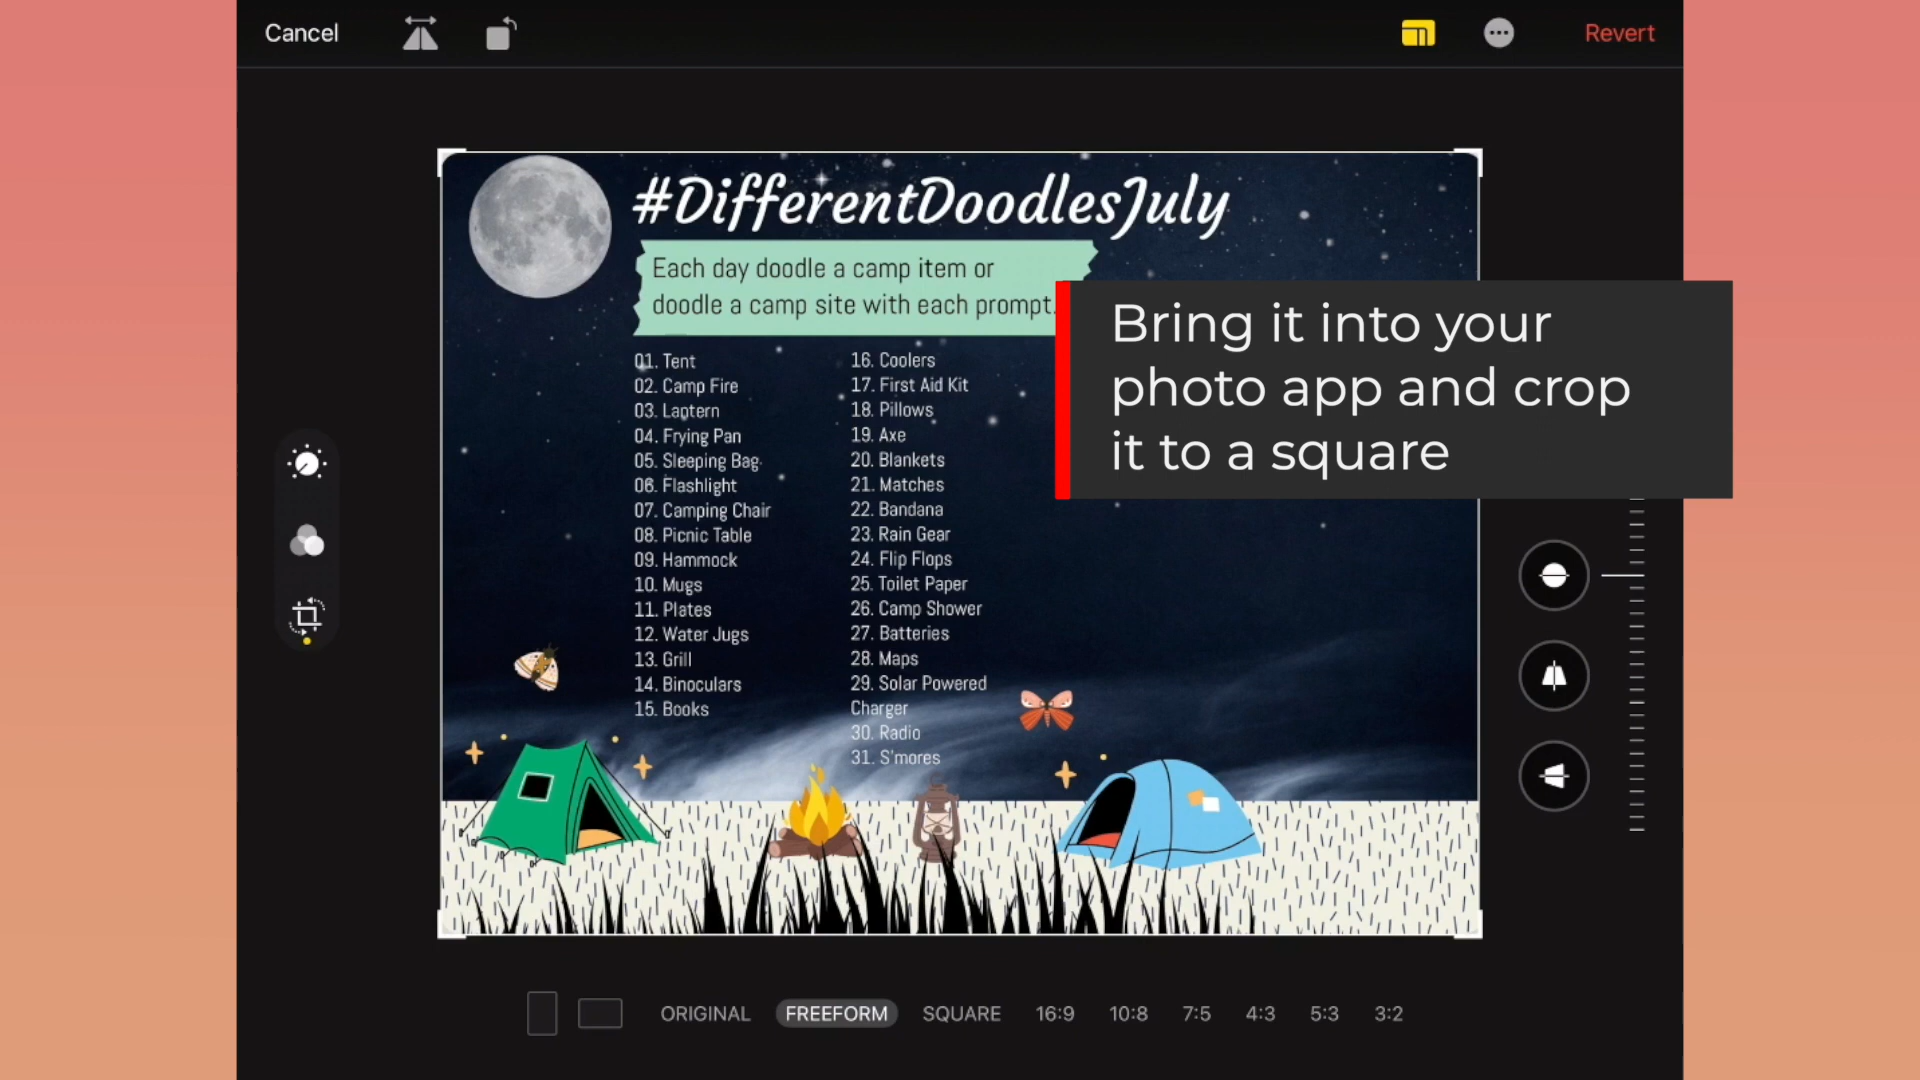 Cancel
Revert
#DifferentDoodlesJuly
Each day doodle a camp item or
doodle a camp site with each prompt.
01. Tent
02. Camp Fire
03. Lantern
04. Frying Pan
05. Sleeping Bag
06. Flashlight
07. Camping Chair
08. Picnic Table
09. Hammock
10. Mugs
11. Plates
12. Water Jugs
13. Grill
14. Binoculars
15. Books
16. Coolers
17. First Aid Kit
18. Pillows
19. Axe
20. Blankets
21. Matches
22. Bandana
23. Rain Gear
24. Flip Flops
25. Toilet Paper
26. Camp Shower
27. Batteries
28. Maps
29. Solar Powered
Charger
30. Radio
31. S'mores
Bring it into your
photo app and crop
it to a square
ORIGINAL FREEFORM SQUARE 16:9 10:8 7:5 4:3 5:3 3:2